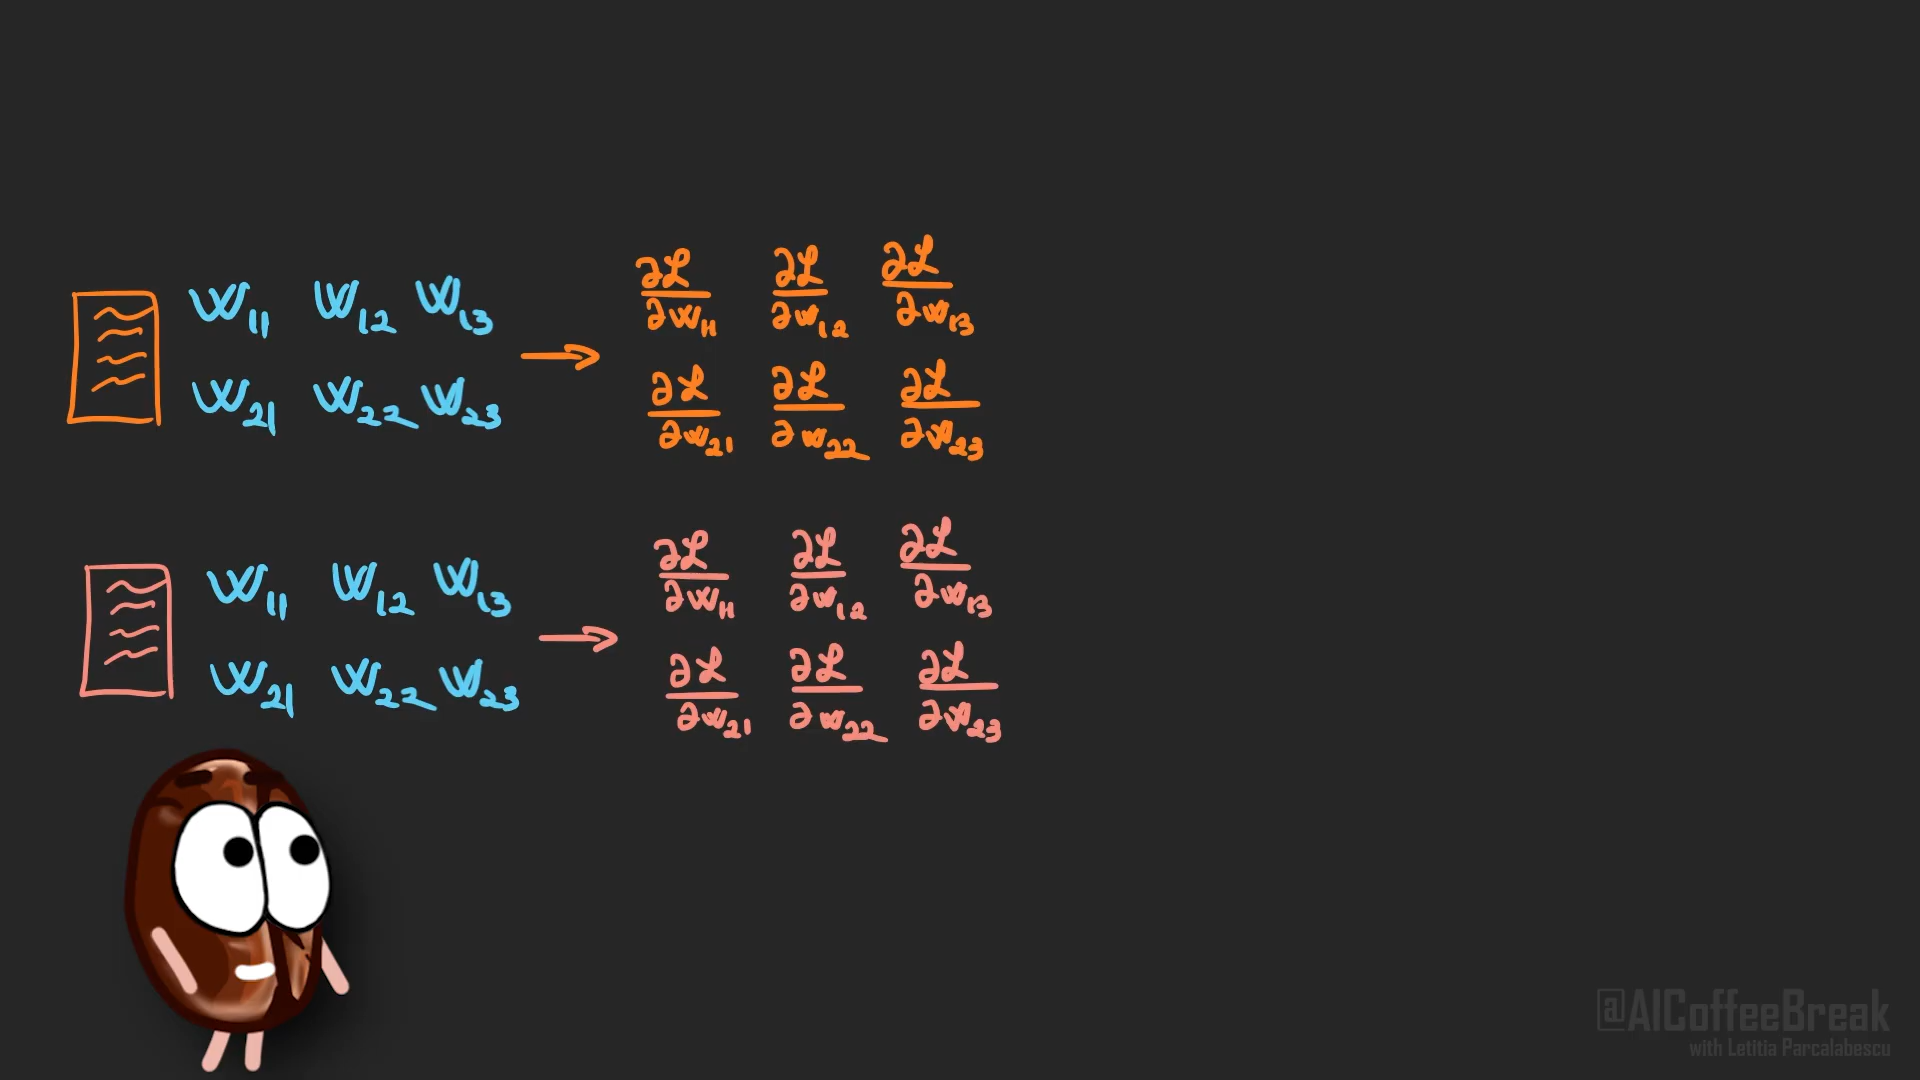 W₁₁ W₁₂ W₁₃
∂ℒ/∂W₁₁ ∂ℒ/∂W₁₂ ∂ℒ/∂W₁₃
W₂₁ W₂₂ W₂₃
∂ℒ/∂W₂₁ ∂ℒ/∂W₂₂ ∂ℒ/∂W₂₃
W₁₁ W₁₂ W₁₃
∂ℒ/∂W₁₁ ∂ℒ/∂W₁₂ ∂ℒ/∂W₁₃
W₂₁ W₂₂ W₂₃
∂ℒ/∂W₂₁ ∂ℒ/∂W₂₂ ∂ℒ/∂W₂₃
@AICoffeeBreak
with Letitia Parcalabescu